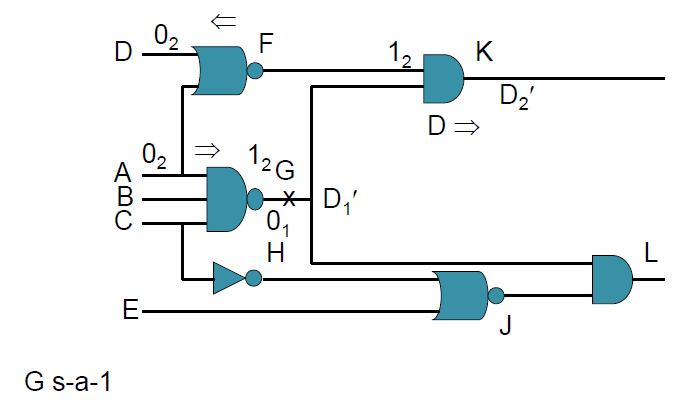 ⇐
D 0₂ F 1₂ K
D₂′
D ⇒
A 0₂ ⇒ 1₂ G
B x D₁′
C 0₁
H L
E J
G s-a-1